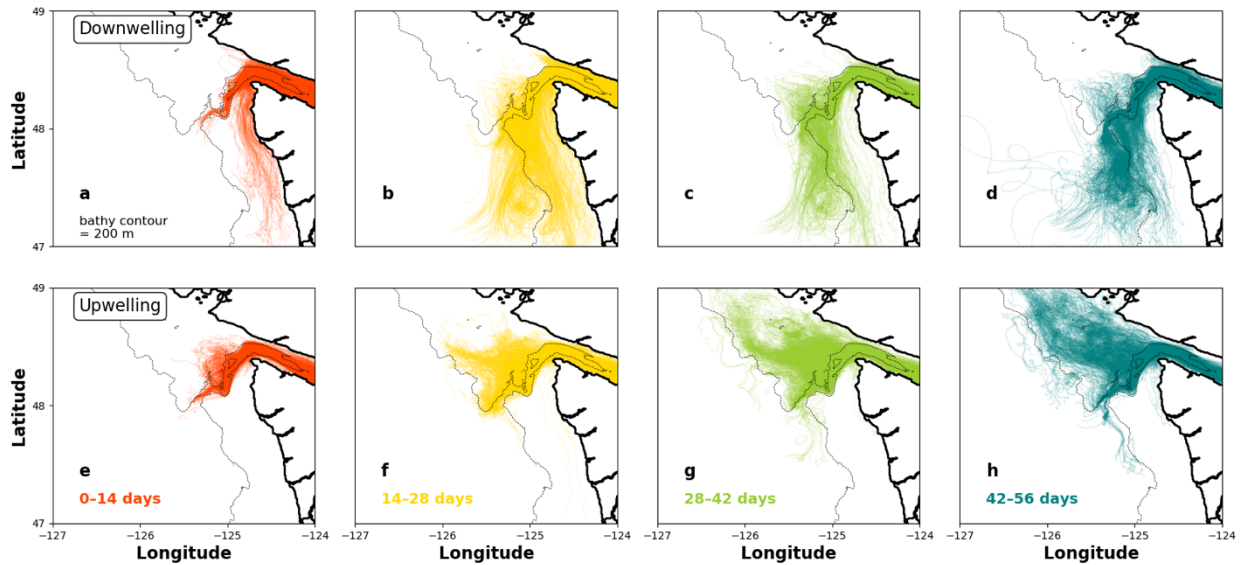 49
48
47
Latitude
Downwelling
a
bathy contour
= 200 m
b
c
d
49
48
47
Latitude
Upwelling
e
0–14 days
f
14–28 days
g
28–42 days
h
42–56 days
−127 −126 −125 −124
−127 −126 −125 −124
−127 −126 −125 −124
−127 −126 −125 −124
Longitude
Longitude
Longitude
Longitude